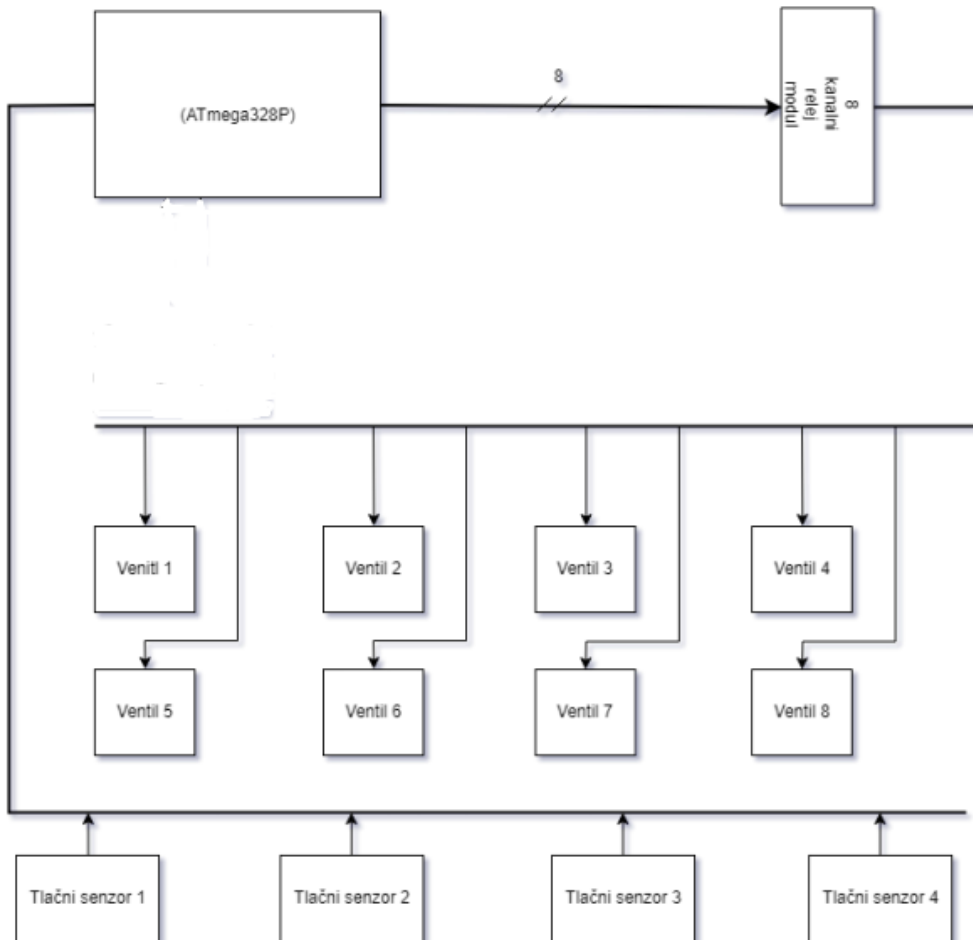 8
(ATmega328P)
8
kanalni
relej
modul
Venitl 1
Ventil 2
Ventil 3
Ventil 4
Ventil 5
Ventil 6
Ventil 7
Ventil 8
Tlačni senzor 1
Tlačni senzor 2
Tlačni senzor 3
Tlačni senzor 4